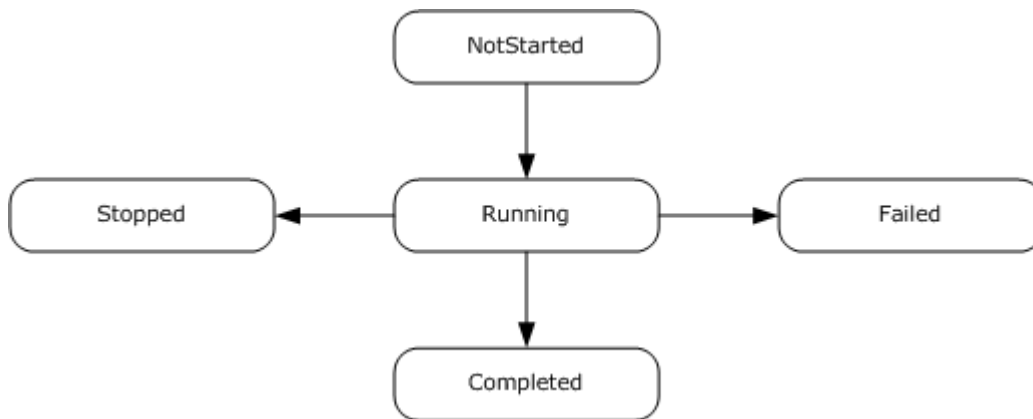 NotStarted
Stopped
Running
Failed
Completed